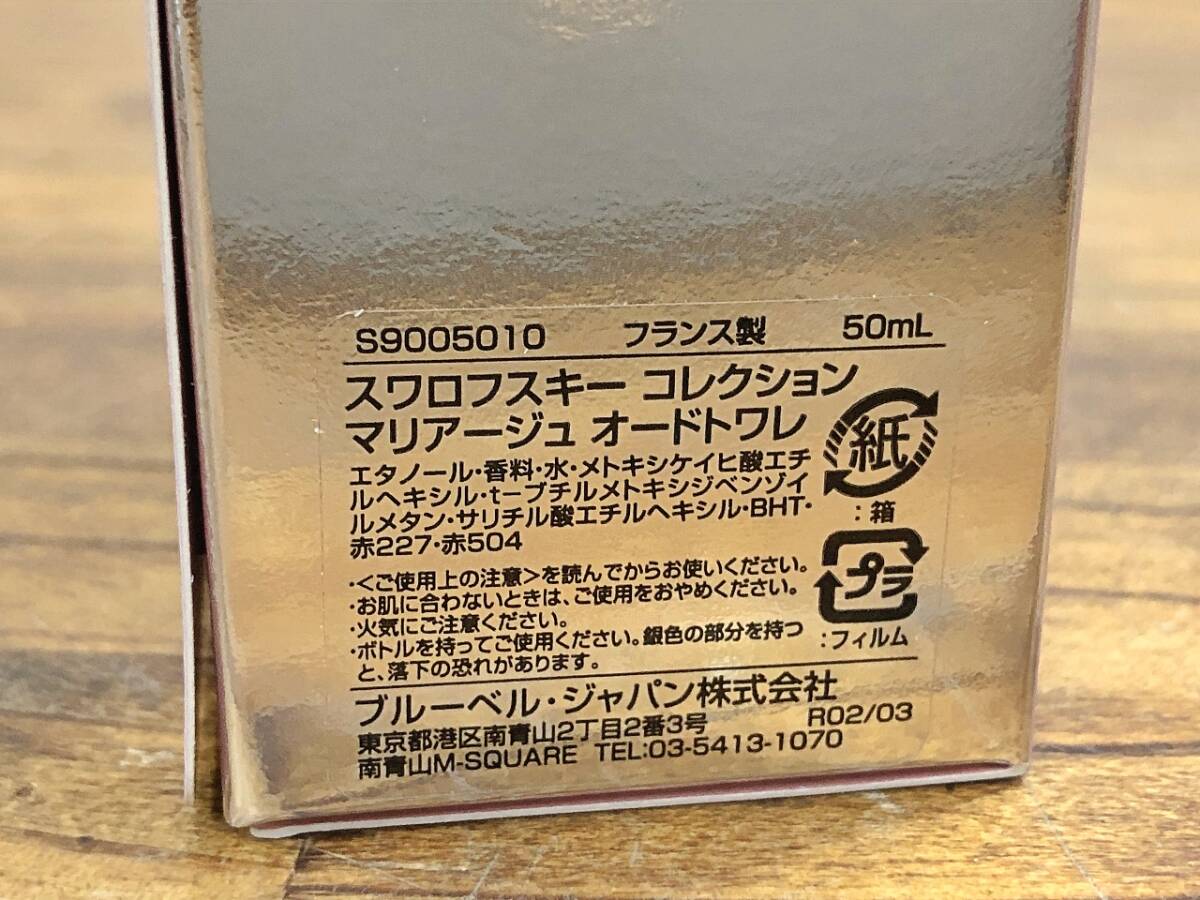 S9005010 フランス製 50mL
スワロフスキー コレクション
マリアージュ オードトワレ
エタノール・香料・水・メトキシケイヒ酸エチ
ルヘキシル・t−ブチルメトキシジベンゾイ
ルメタン・サリチル酸エチルヘキシル・BHT・
赤227・赤504
紙
:箱
プラ
:フィルム
・<ご使用上の注意>を読んでからお使いください。
・お肌に合わないときは、ご使用をおやめください。
・火気にご注意ください。
・ボトルを持ってご使用ください。銀色の部分を持つ
と、落下の恐れがあります。
ブルーベル・ジャパン株式会社
東京都港区南青山2丁目2番3号 R02/03
南青山M-SQUARE TEL:03-5413-1070